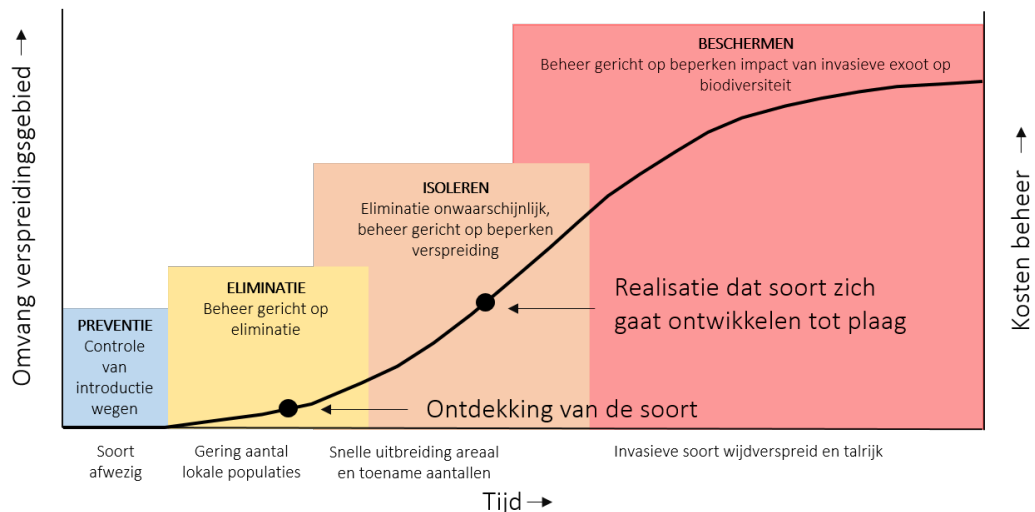 Omvang verspreidingsgebied →
BESCHERMEN
Beheer gericht op beperken impact van invasieve exoot op
biodiversiteit
ISOLEREN
Eliminatie onwaarschijnlijk,
beheer gericht op beperken
verspreiding
ELIMINATIE
Beheer gericht op
eliminatie
PREVENTIE
Controle
van
introductie
wegen
Realisatie dat soort zich
gaat ontwikkelen tot plaag
Ontdekking van de soort
Kosten beheer →
Soort
afwezig
Gering aantal
lokale populaties
Snelle uitbreiding areaal
en toename aantallen
Invasieve soort wijdverspreid en talrijk
Tijd →